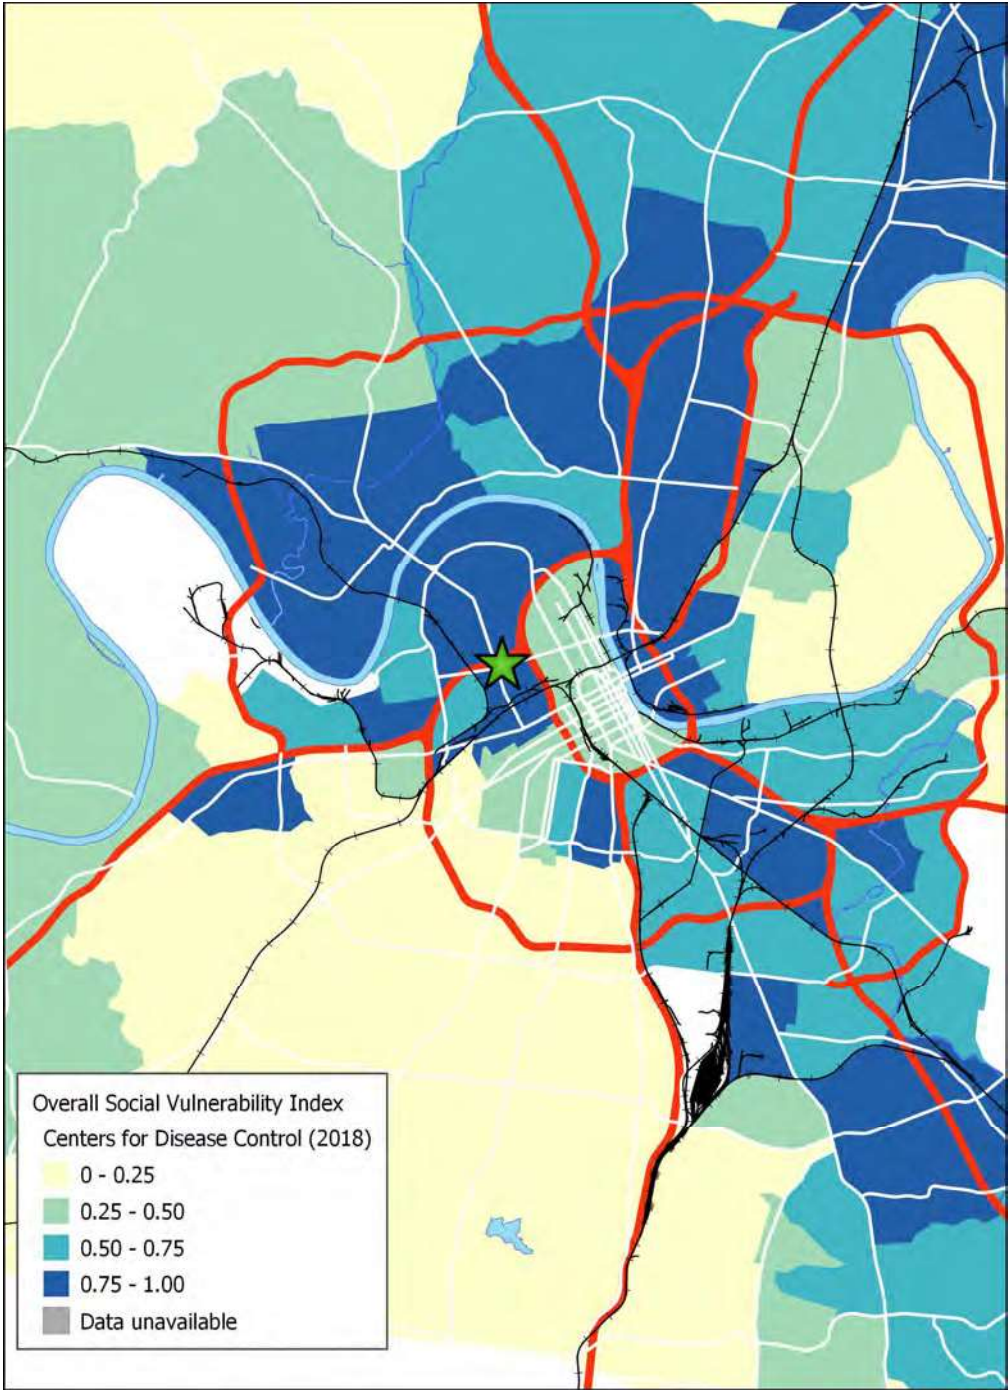 Overall Social Vulnerability Index
Centers for Disease Control (2018)
0 - 0.25
0.25 - 0.50
0.50 - 0.75
0.75 - 1.00
Data unavailable